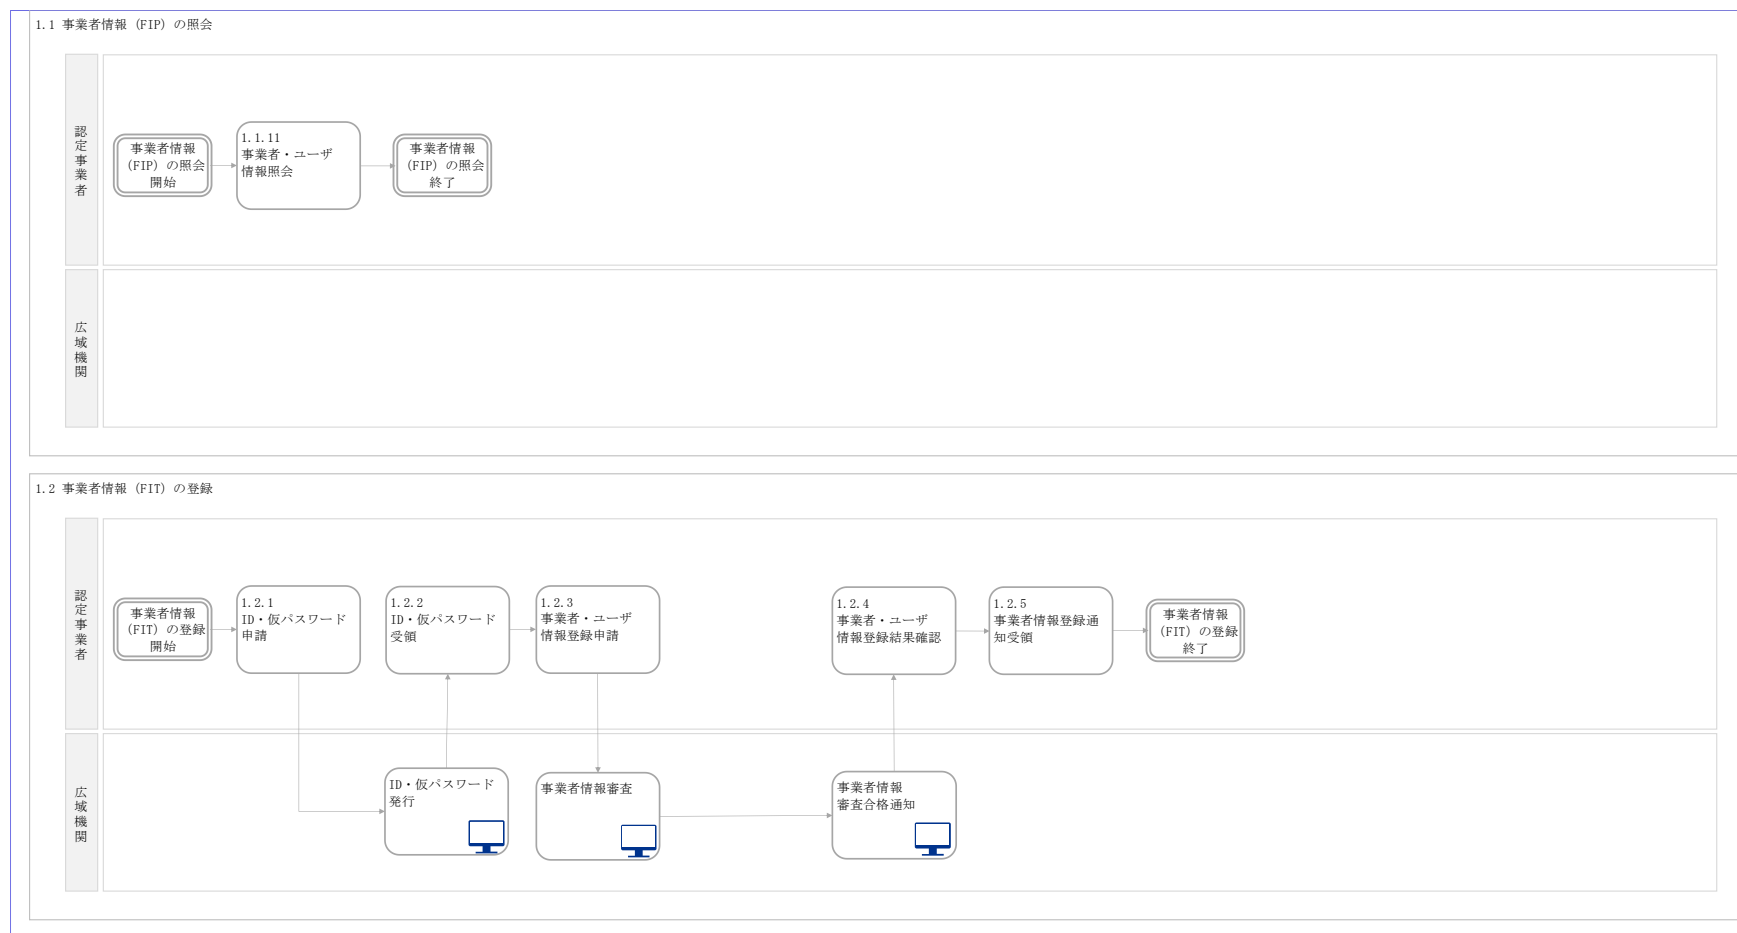 1.1 事業者情報（FIP）の照会
認定事業者
事業者情報
（FIP）の照会
開始
1.1.11
事業者・ユーザ
情報照会
事業者情報
（FIP）の照会
終了
広域機関
1.2 事業者情報（FIT）の登録
認定事業者
事業者情報
（FIT）の登録
開始
1.2.1
ID・仮パスワード
申請
1.2.2
ID・仮パスワード
受領
1.2.3
事業者・ユーザ
情報登録申請
1.2.4
事業者・ユーザ
情報登録結果確認
1.2.5
事業者情報登録通
知受領
事業者情報
（FIT）の登録
終了
広域機関
ID・仮パスワード
発行
事業者情報審査
事業者情報
審査合格通知